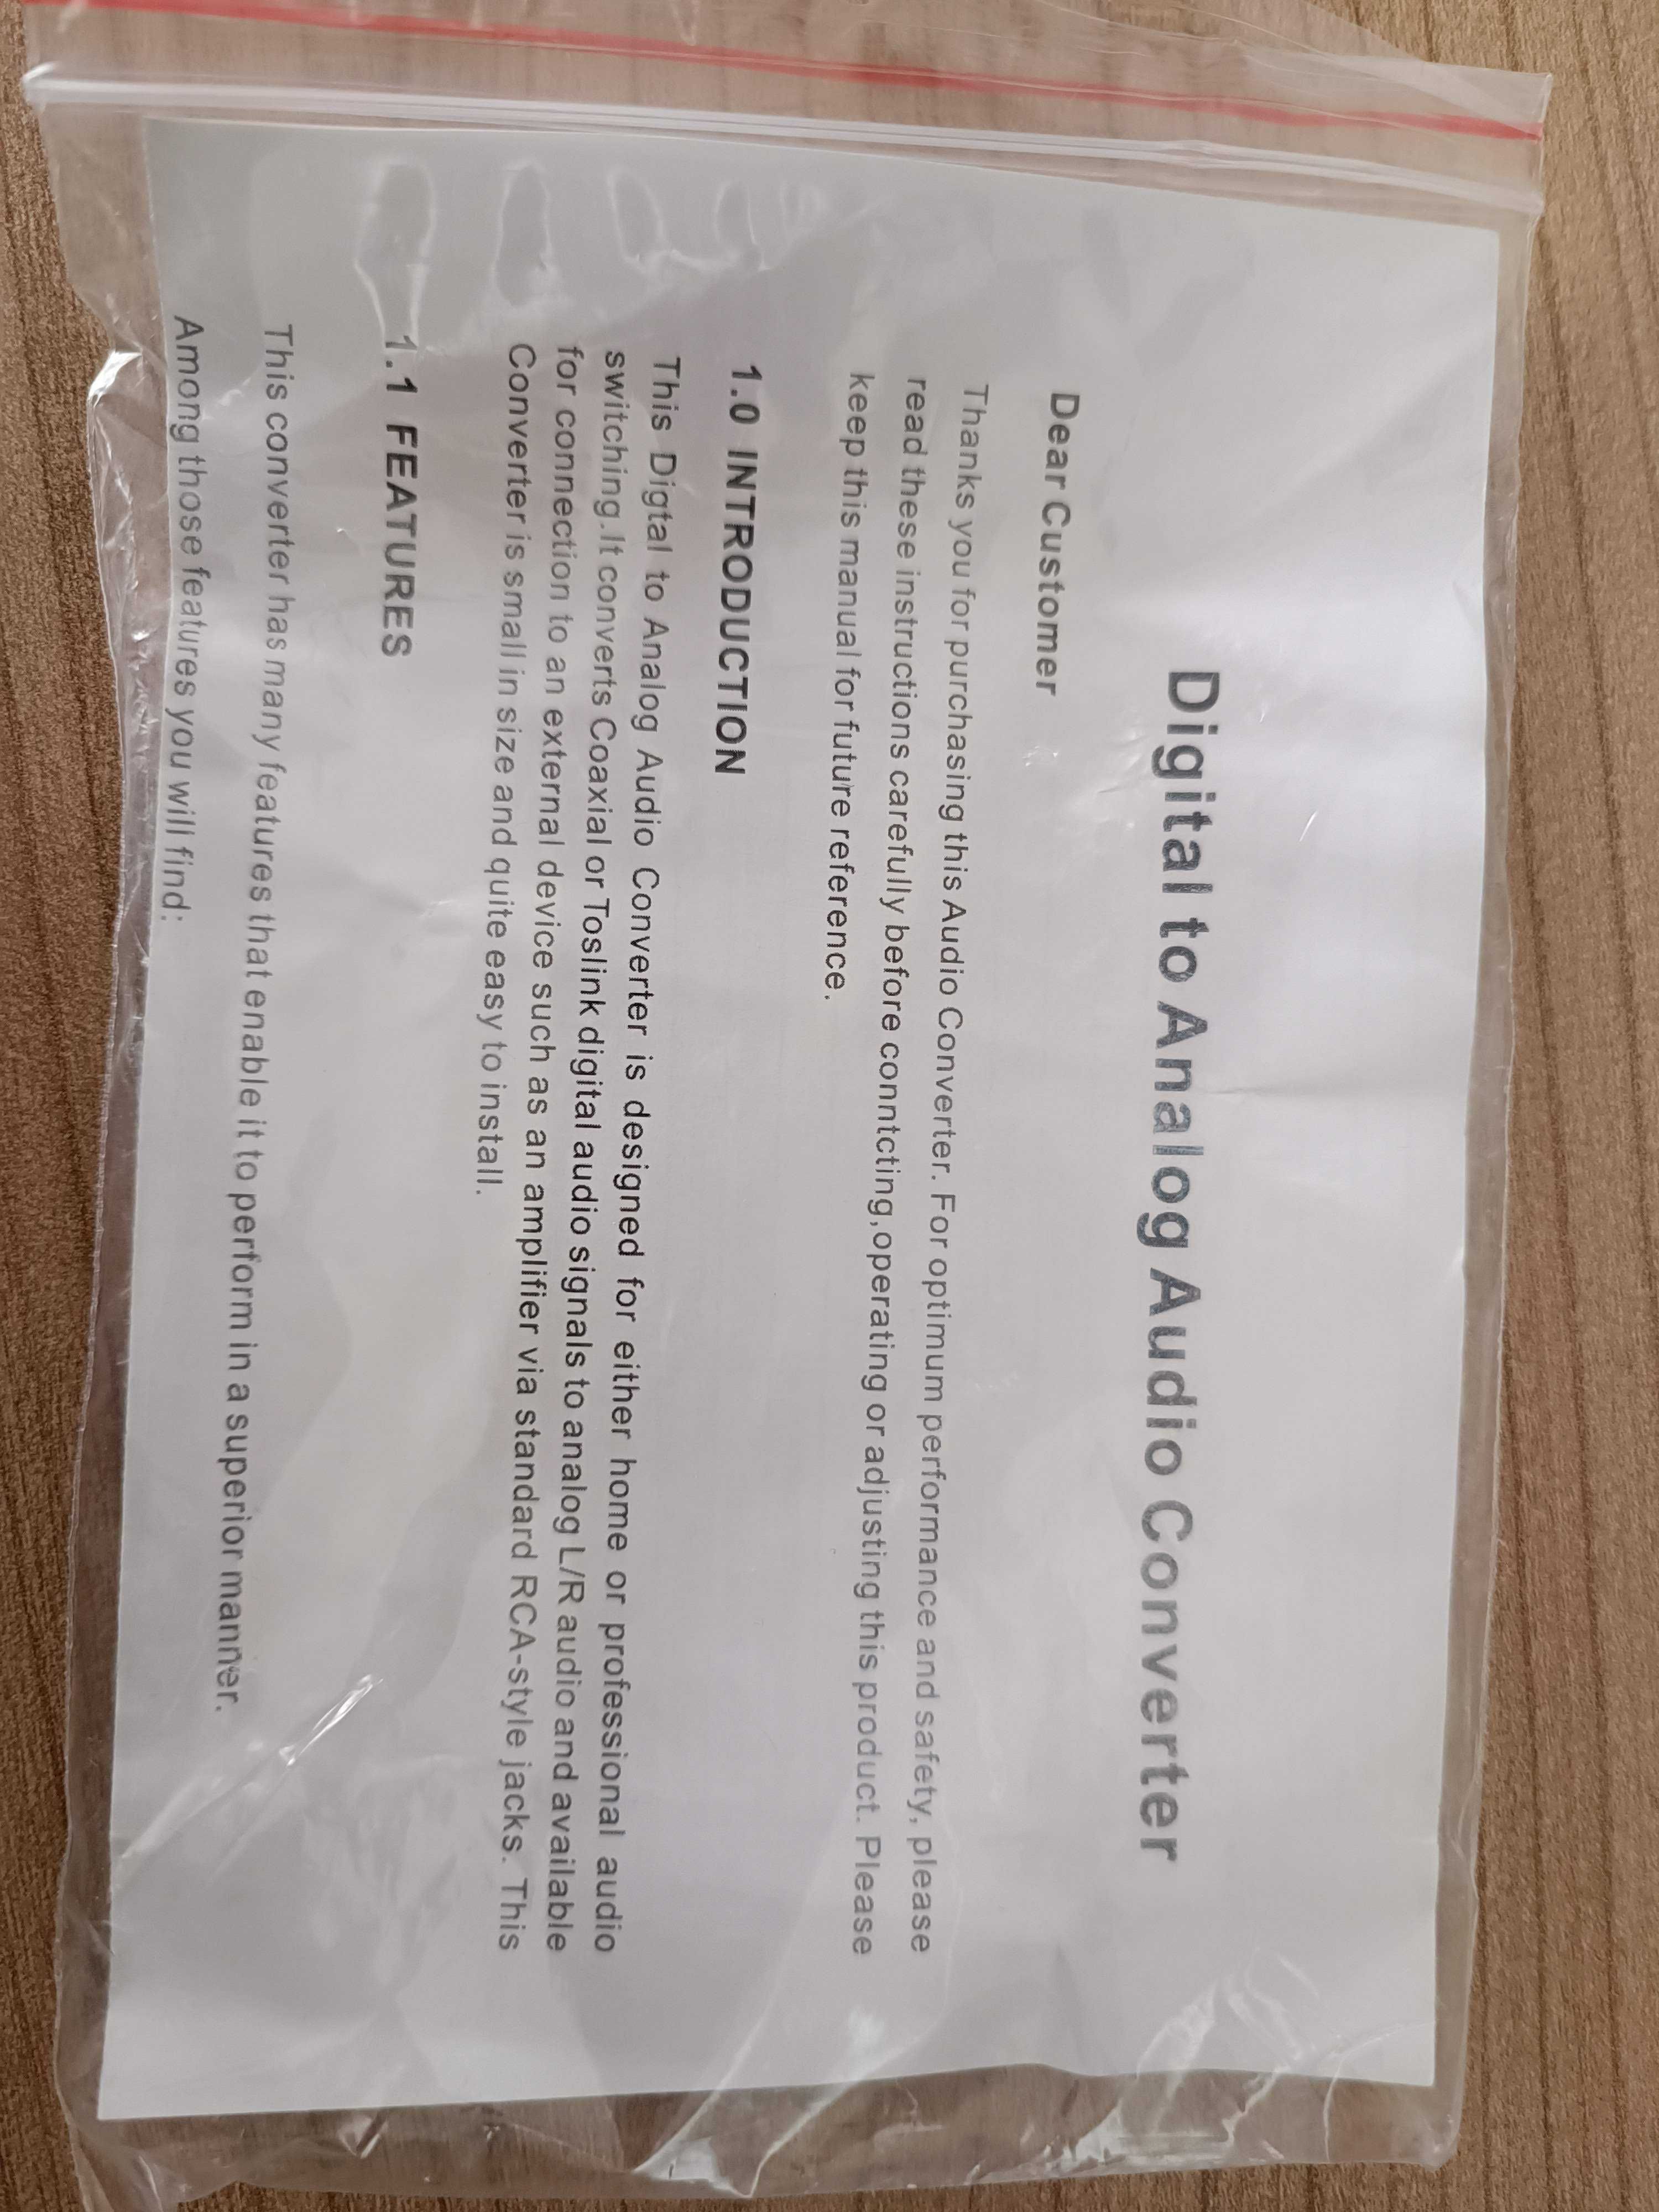 Digital to Analog Audio Converter
Dear Customer
Thanks you for purchasing this Audio Converter. For optimum performance and safety, please
read these instructions carefully before conntcting,operating or adjusting this product. Please
keep this manual for future reference.
1.0 INTRODUCTION
This Digtal to Analog Audio Converter is designed for either home or professional audio
switching.It converts Coaxial or Toslink digital audio signals to analog L/R audio and available
for connection to an external device such as an amplifier via standard RCA-style jacks. This
Converter is small in size and quite easy to install.
1.1 FEATURES
This converter has many features that enable it to perform in a superior manner.
Among those features you will find: